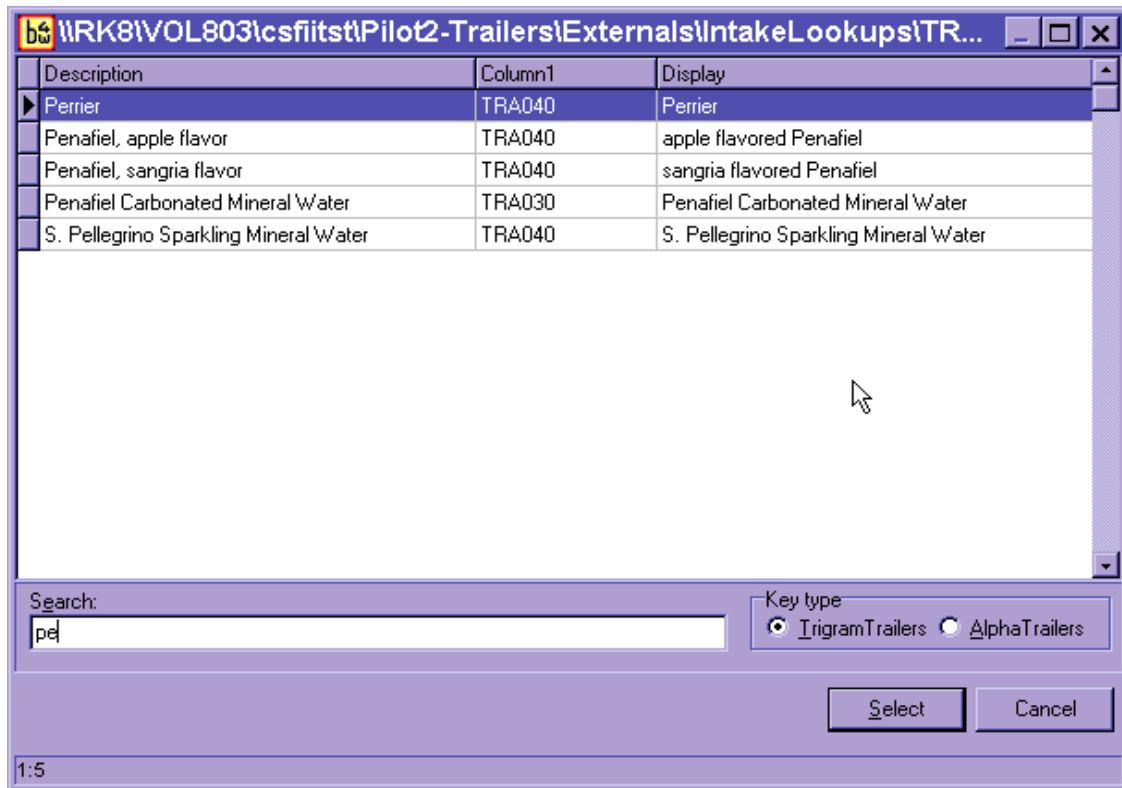 \\RK8\VOL803\csfiitst\Pilot2-Trailers\Externals\IntakeLookups\TR...
Description Column1 Display
Perrier TRA040 Perrier
Penafiel, apple flavor TRA040 apple flavored Penafiel
Penafiel, sangria flavor TRA040 sangria flavored Penafiel
Penafiel Carbonated Mineral Water TRA030 Penafiel Carbonated Mineral Water
S. Pellegrino Sparkling Mineral Water TRA040 S. Pellegrino Sparkling Mineral Water
Search:
pe
Key type
TrigramTrailers AlphaTrailers
Select Cancel
1:5